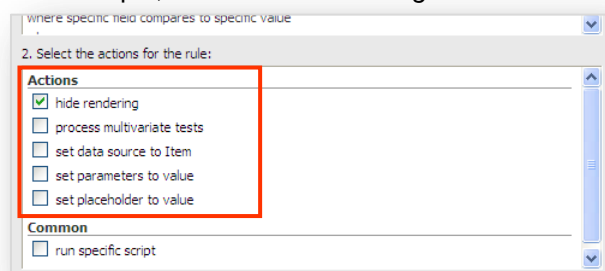 where specific field compares to specific value
2. Select the actions for the rule:
Actions
hide rendering
process multivariate tests
set data source to Item
set parameters to value
set placeholder to value
Common
run specific script